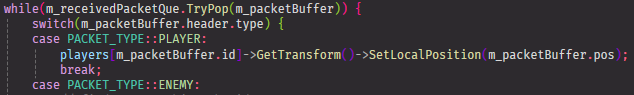 while(m_receivedPacketQue.TryPop(m_packetBuffer)) {
switch(m_packetBuffer.header.type) {
case PACKET_TYPE::PLAYER:
players[m_packetBuffer.id]->GetTransform()->SetLocalPosition(m_packetBuffer.pos);
break;
case PACKET_TYPE::ENEMY: